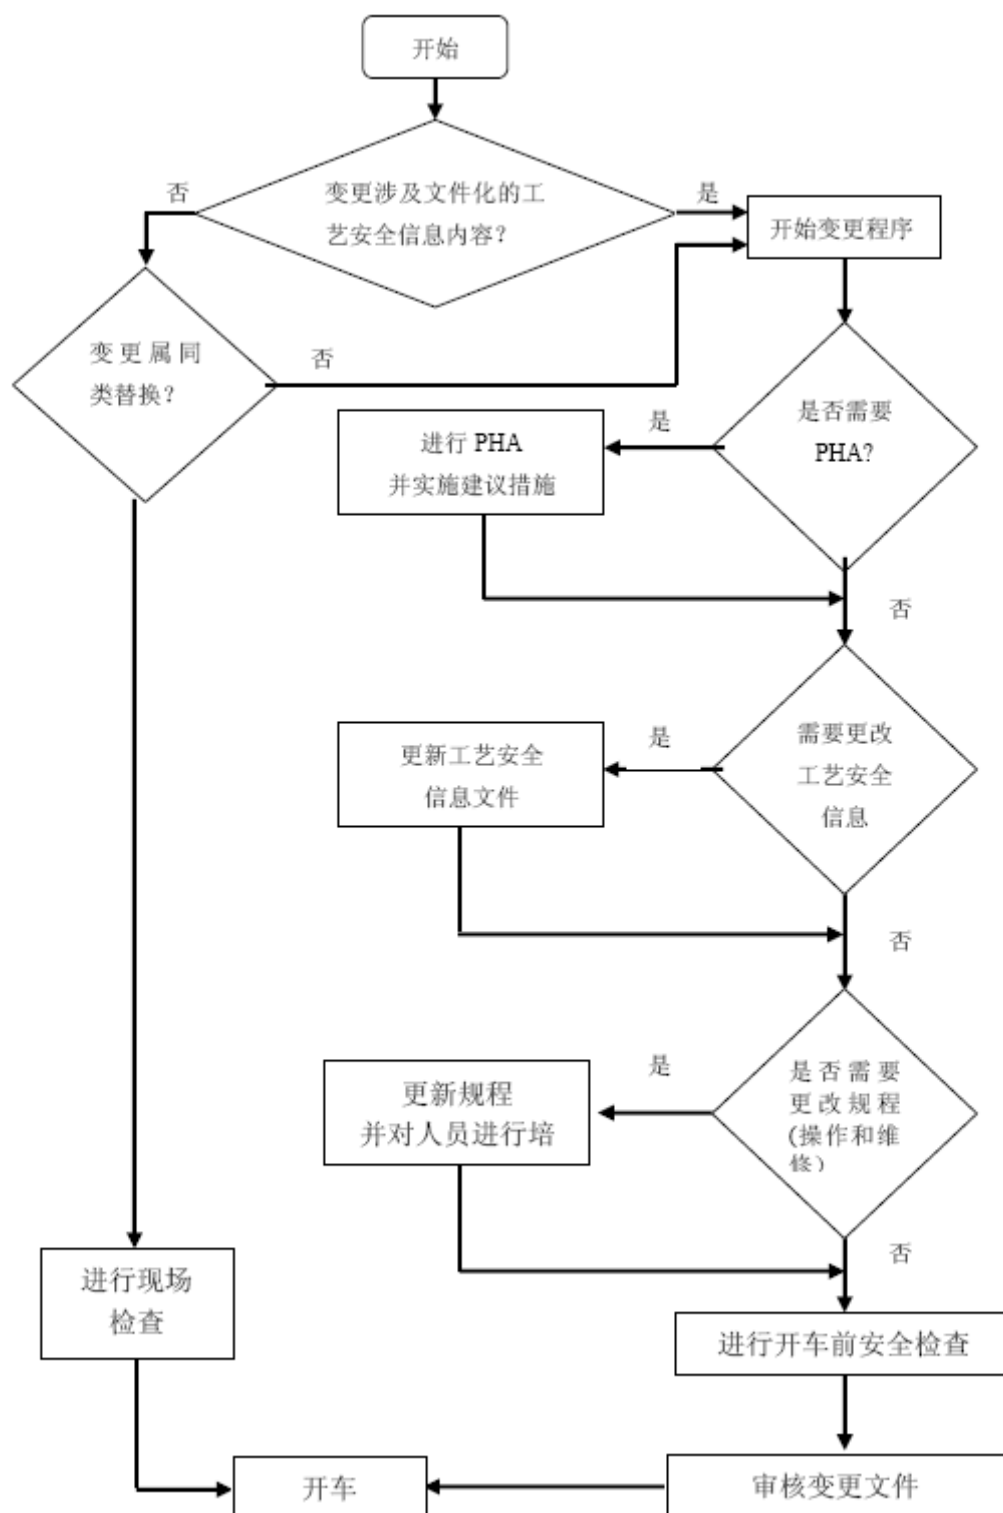 开始
变更涉及文件化的工
艺安全信息内容?
否
是
开始变更程序
变更属同
类替换?
否
是否需要
PHA?
是
进行 PHA
并实施建议措施
否
需要更改
工艺安全
信息
是
更新工艺安全
信息文件
否
是否需要
更改规程
(操作和维
修)
是
更新规程
并对人员进行培
否
进行现场
检查
进行开车前安全检查
审核变更文件
开车